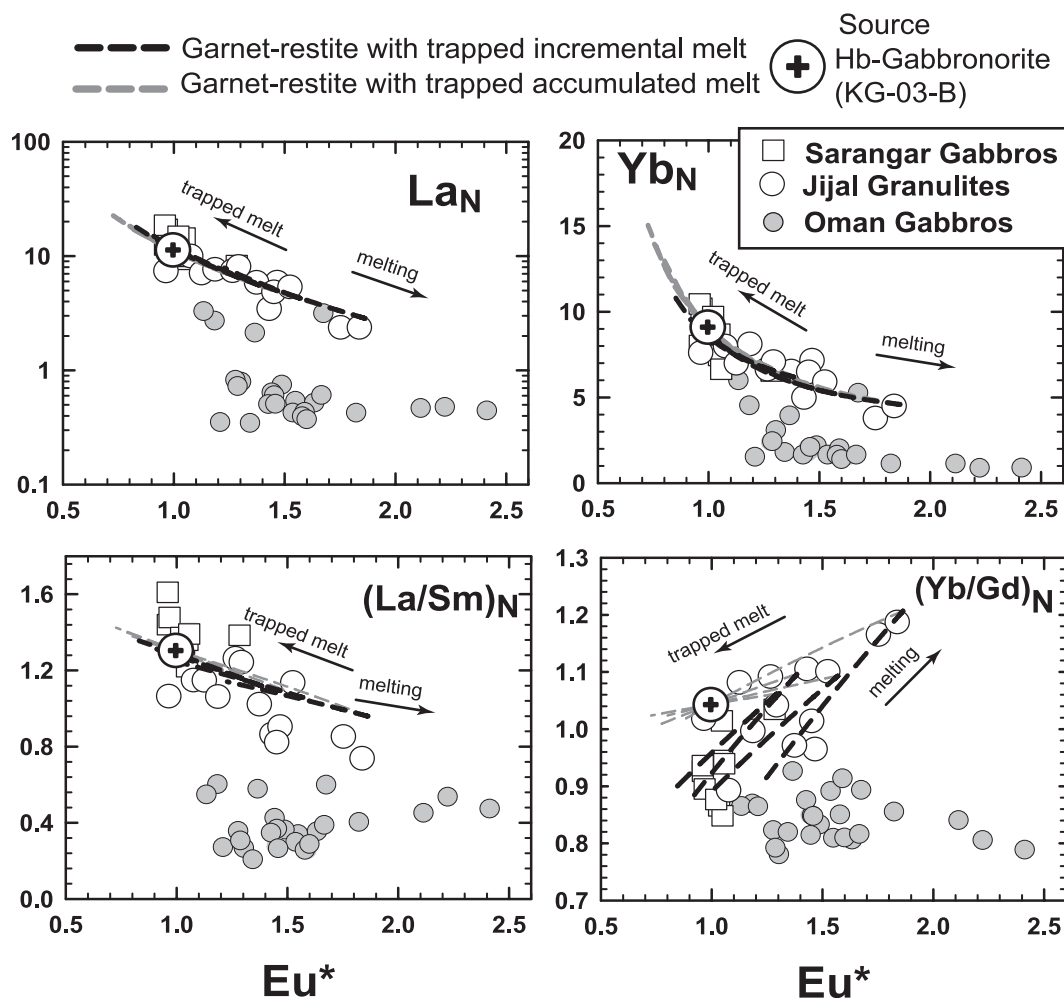 Garnet-restite with trapped incremental melt
Garnet-restite with trapped accumulated melt
Source
Hb-Gabbronorite
(KG-03-B)
100
10
1
0.1
0.5
1.0
1.5
2.0
2.5
LaN
trapped melt
melting
20
15
10
5
0
0.5
1.0
1.5
2.0
2.5
YbN
Sarangar Gabbros
Jijal Granulites
Oman Gabbros
trapped melt
melting
1.6
1.2
0.8
0.4
0.0
0.5
1.0
1.5
2.0
2.5
(La/Sm)N
trapped melt
melting
Eu*
1.3
1.2
1.1
1.0
0.9
0.8
0.7
0.5
1.0
1.5
2.0
2.5
(Yb/Gd)N
trapped melt
melting
Eu*